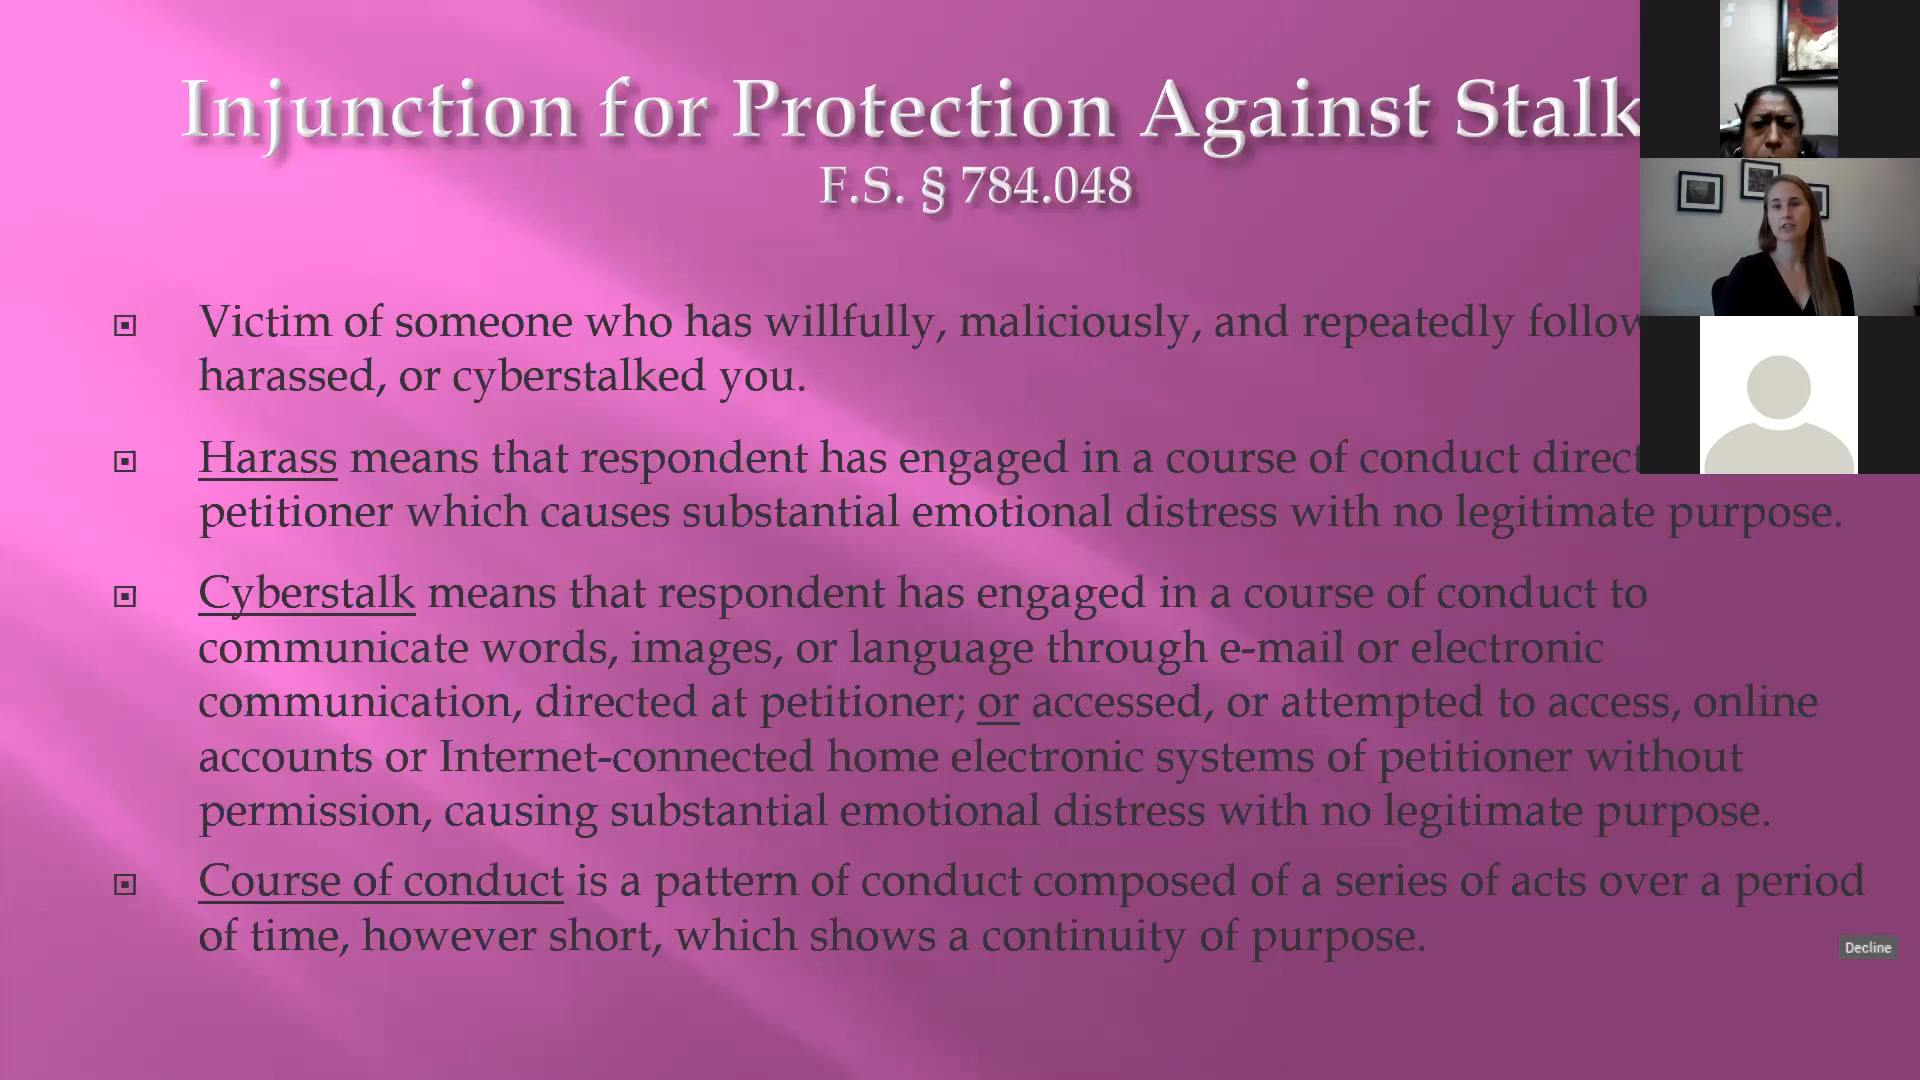 Injunction for Protection Against Stalk
F.S. § 784.048
Victim of someone who has willfully, maliciously, and repeatedly follow
harassed, or cyberstalked you.
Harass means that respondent has engaged in a course of conduct direct
petitioner which causes substantial emotional distress with no legitimate purpose.
Cyberstalk means that respondent has engaged in a course of conduct to
communicate words, images, or language through e-mail or electronic
communication, directed at petitioner; or accessed, or attempted to access, online
accounts or Internet-connected home electronic systems of petitioner without
permission, causing substantial emotional distress with no legitimate purpose.
Course of conduct is a pattern of conduct composed of a series of acts over a period
of time, however short, which shows a continuity of purpose.
Decline